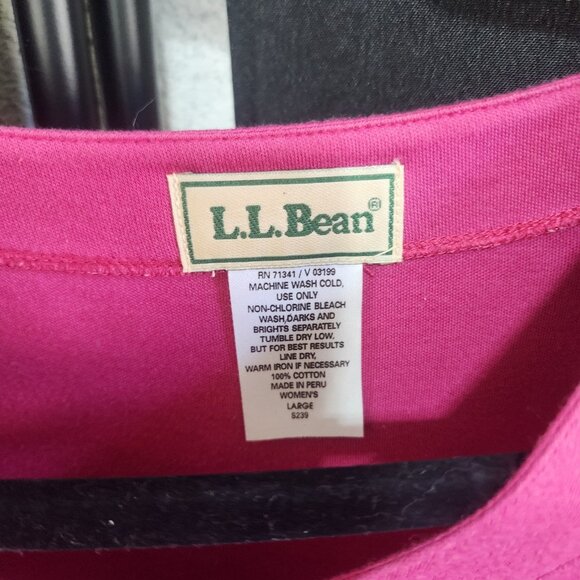 L.L.Bean®
RN 71341 / V 03199
MACHINE WASH COLD,
USE ONLY
NON-CHLORINE BLEACH
WASH,DARKS AND
BRIGHTS SEPARATELY
TUMBLE DRY LOW,
BUT FOR BEST RESULTS
LINE DRY,
WARM IRON IF NECESSARY
100% COTTON
MADE IN PERU
WOMEN'S
LARGE
S239